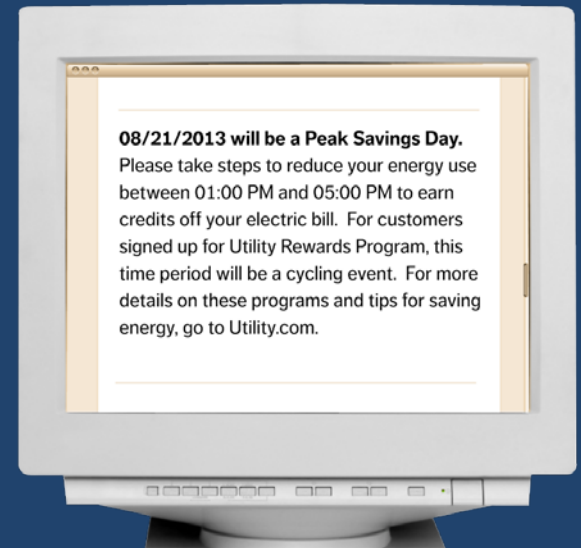 08/21/2013 will be a Peak Savings Day.
Please take steps to reduce your energy use
between 01:00 PM and 05:00 PM to earn
credits off your electric bill.  For customers
signed up for Utility Rewards Program, this
time period will be a cycling event.  For more
details on these programs and tips for saving
energy, go to Utility.com.